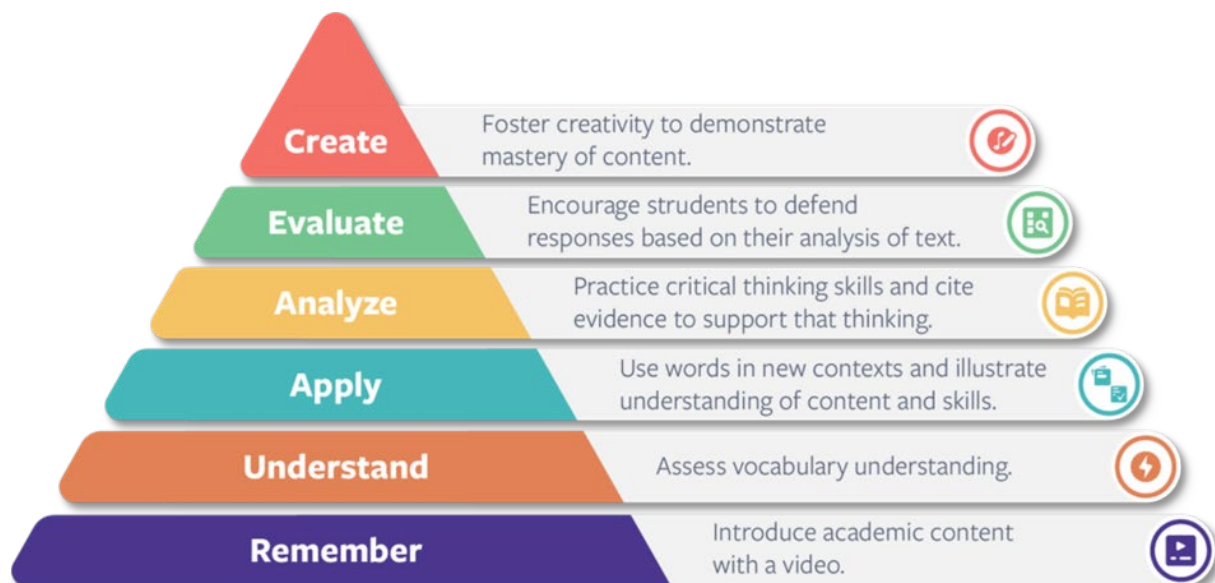 Create
Foster creativity to demonstrate
mastery of content.
Evaluate
Encourage strudents to defend
responses based on their analysis of text.
Analyze
Practice critical thinking skills and cite
evidence to support that thinking.
Apply
Use words in new contexts and illustrate
understanding of content and skills.
Understand
Assess vocabulary understanding.
Remember
Introduce academic content
with a video.